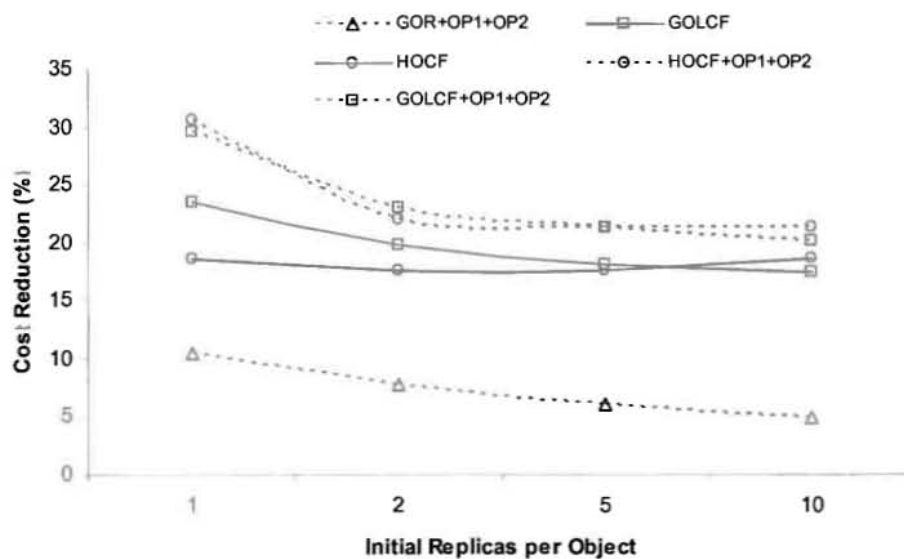 GOR+OP1+OP2 GOLCF
HOCF HOCF+OP1+OP2
GOLCF+OP1+OP2
35
30
25
20
15
10
5
0
Cost Reduction (%)
1 2 5 10
Initial Replicas per Object